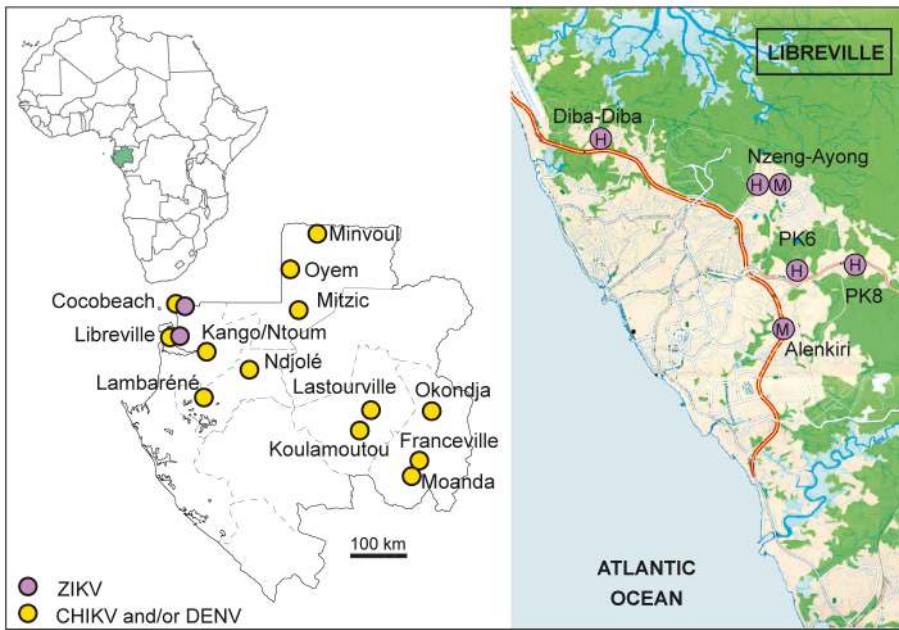 Minvoul
Oyem
Cocobeach
Mitzic
Libreville
Kango/Ntoum
Ndjolé
Lambaréné
Lastourville
Okondja
Koulamoutou
Franceville
Moanda
100 km
ZIKV
CHIKV and/or DENV
LIBREVILLE
Diba-Diba
H
Nzeng-Ayong
H M
PK6
H
H
PK8
M
Alenkiri
ATLANTIC
OCEAN